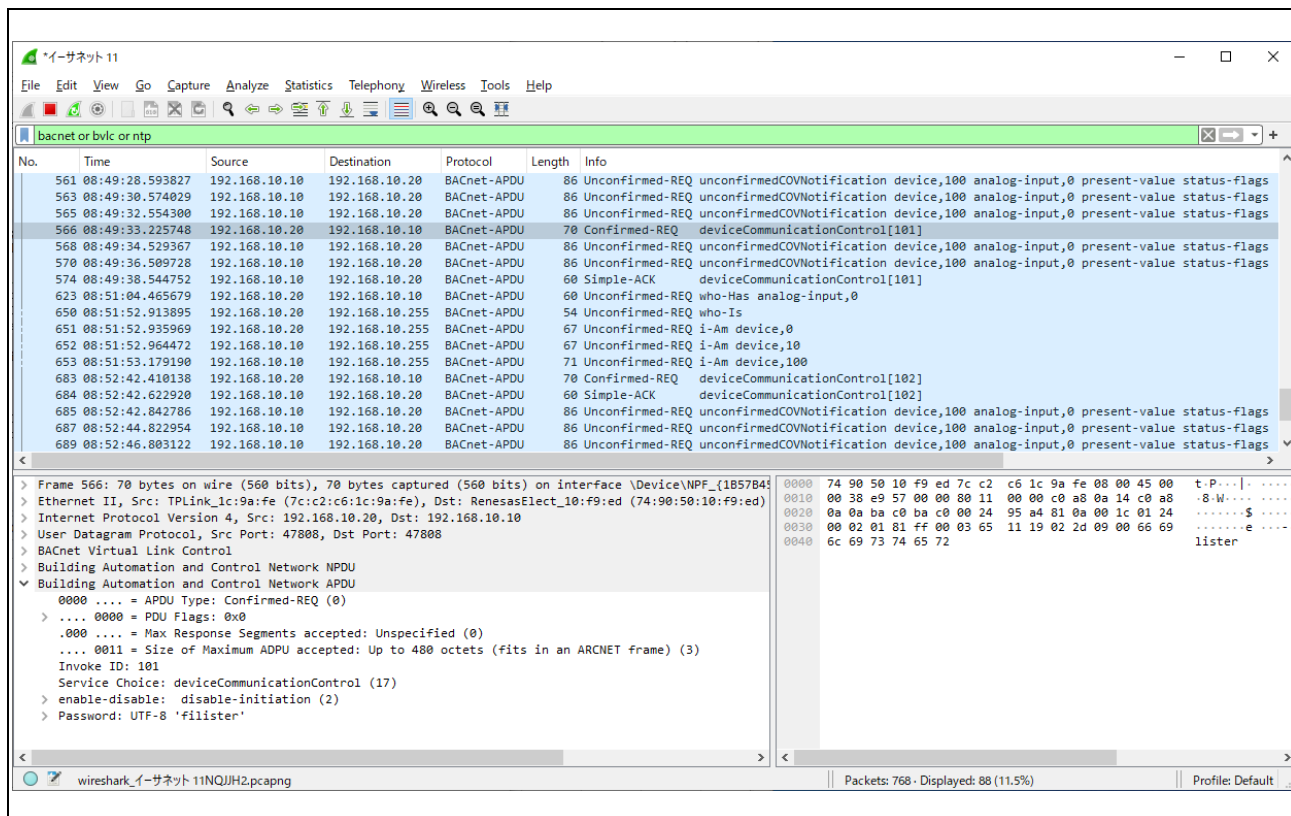 *イーサネット 11
File Edit View Go Capture Analyze Statistics Telephony Wireless Tools Help
bacnet or bvlc or ntp
No. Time Source Destination Protocol Length Info
561 08:49:28.593827 192.168.10.10 192.168.10.20 BACnet-APDU 86 Unconfirmed-REQ unconfirmedCOVNotification device,100 analog-input,0 present-value status-flags
563 08:49:30.574029 192.168.10.10 192.168.10.20 BACnet-APDU 86 Unconfirmed-REQ unconfirmedCOVNotification device,100 analog-input,0 present-value status-flags
565 08:49:32.554300 192.168.10.10 192.168.10.20 BACnet-APDU 86 Unconfirmed-REQ unconfirmedCOVNotification device,100 analog-input,0 present-value status-flags
566 08:49:33.225748 192.168.10.20 192.168.10.10 BACnet-APDU 70 Confirmed-REQ deviceCommunicationControl[101]
568 08:49:34.529367 192.168.10.10 192.168.10.20 BACnet-APDU 86 Unconfirmed-REQ unconfirmedCOVNotification device,100 analog-input,0 present-value status-flags
570 08:49:36.509728 192.168.10.10 192.168.10.20 BACnet-APDU 86 Unconfirmed-REQ unconfirmedCOVNotification device,100 analog-input,0 present-value status-flags
574 08:49:38.544752 192.168.10.10 192.168.10.20 BACnet-APDU 60 Simple-ACK deviceCommunicationControl[101]
623 08:51:04.465679 192.168.10.20 192.168.10.10 BACnet-APDU 60 Unconfirmed-REQ who-Has analog-input,0
650 08:51:52.913895 192.168.10.20 192.168.10.255 BACnet-APDU 54 Unconfirmed-REQ who-Is
651 08:51:52.935969 192.168.10.20 192.168.10.255 BACnet-APDU 67 Unconfirmed-REQ i-Am device,0
652 08:51:52.964472 192.168.10.20 192.168.10.255 BACnet-APDU 67 Unconfirmed-REQ i-Am device,10
653 08:51:53.179190 192.168.10.10 192.168.10.255 BACnet-APDU 71 Unconfirmed-REQ i-Am device,100
683 08:52:42.410138 192.168.10.20 192.168.10.10 BACnet-APDU 70 Confirmed-REQ deviceCommunicationControl[102]
684 08:52:42.622920 192.168.10.10 192.168.10.20 BACnet-APDU 60 Simple-ACK deviceCommunicationControl[102]
685 08:52:42.842786 192.168.10.10 192.168.10.20 BACnet-APDU 86 Unconfirmed-REQ unconfirmedCOVNotification device,100 analog-input,0 present-value status-flags
687 08:52:44.822954 192.168.10.10 192.168.10.20 BACnet-APDU 86 Unconfirmed-REQ unconfirmedCOVNotification device,100 analog-input,0 present-value status-flags
689 08:52:46.803122 192.168.10.10 192.168.10.20 BACnet-APDU 86 Unconfirmed-REQ unconfirmedCOVNotification device,100 analog-input,0 present-value status-flags
Frame 566: 70 bytes on wire (560 bits), 70 bytes captured (560 bits) on interface \Device\NPF_{1B57B45
Ethernet II, Src: TPLink_1c:9a:fe (7c:c2:c6:1c:9a:fe), Dst: RenesasElect_10:f9:ed (74:90:50:10:f9:ed)
Internet Protocol Version 4, Src: 192.168.10.20, Dst: 192.168.10.10
User Datagram Protocol, Src Port: 47808, Dst Port: 47808
BACnet Virtual Link Control
Building Automation and Control Network NPDU
Building Automation and Control Network APDU
0000 .... = APDU Type: Confirmed-REQ (0)
.... 0000 = PDU Flags: 0x0
.000 .... = Max Response Segments accepted: Unspecified (0)
.... 0011 = Size of Maximum ADPU accepted: Up to 480 octets (fits in an ARCNET frame) (3)
Invoke ID: 101
Service Choice: deviceCommunicationControl (17)
enable-disable: disable-initiation (2)
Password: UTF-8 'filister'
0000 74 90 50 10 f9 ed 7c c2 c6 1c 9a fe 08 00 45 00 t·P···|· ······E·
0010 00 38 e9 57 00 00 80 11 00 00 c0 a8 0a 14 c0 a8 ·8·W···· ········
0020 0a 0a ba c0 ba c0 00 24 95 a4 81 0a 00 1c 01 24 ·······$ ·······$
0030 00 02 01 81 ff 00 03 65 11 19 02 2d 09 00 66 69 ·······e ···-··fi
0040 6c 69 73 74 65 72 lister
wireshark_イーサネット 11NQJJH2.pcapng
Packets: 768 · Displayed: 88 (11.5%)
Profile: Default